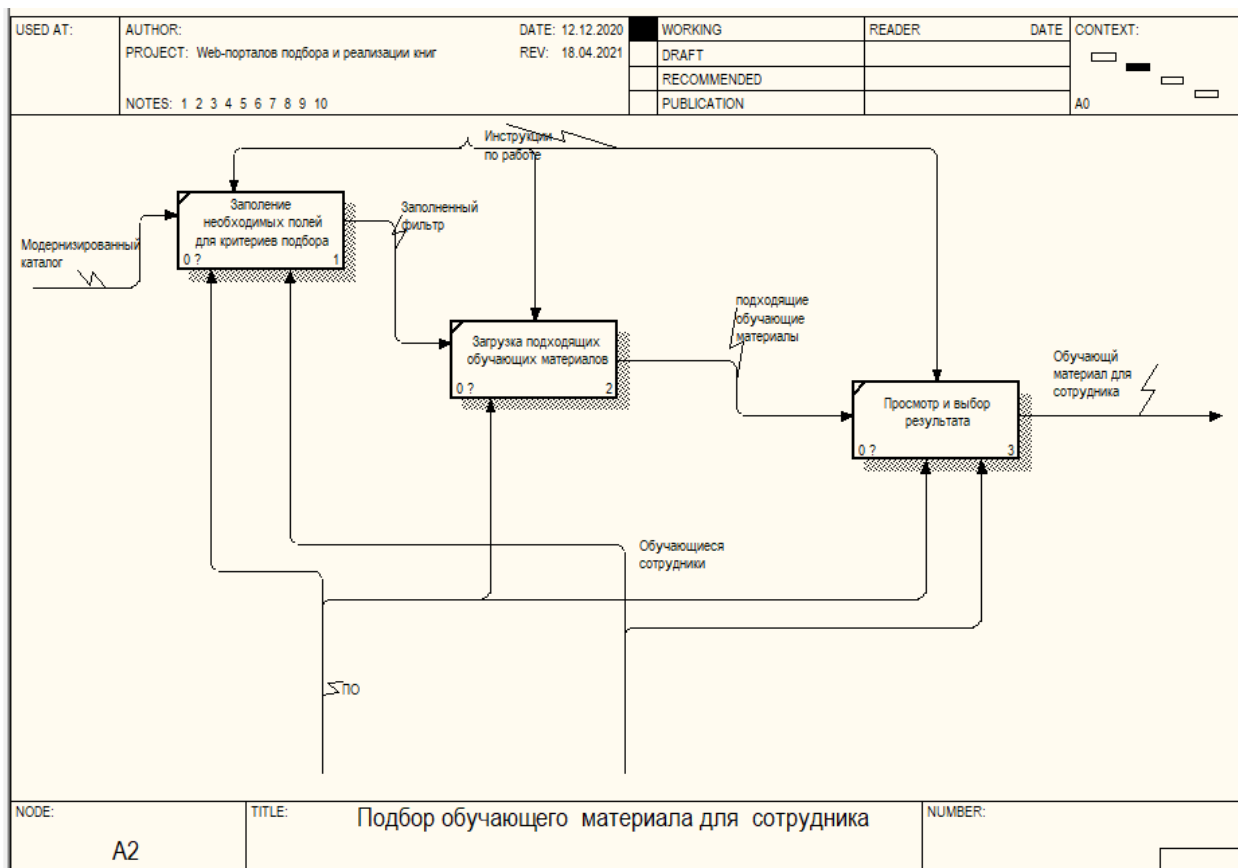 USED AT:
AUTHOR:
DATE: 12.12.2020
PROJECT: Web-порталов подбора и реализации книг
REV: 18.04.2021
NOTES: 1 2 3 4 5 6 7 8 9 10
WORKING
DRAFT
RECOMMENDED
PUBLICATION
READER
DATE
CONTEXT:
A0
Инструкции
по работе
Заполение
необходимых полей
для критериев подбора
0 ?
1
Заполненный
фильтр
Модернизированный
каталог
подходящие
обучающие
материалы
Загрузка подходящих
обучающих материалов
0 ?
2
Обучающй
материал для
сотрудника
Просмотр и выбор
результата
0 ?
3
Обучающиеся
сотрудники
ПО
NODE:
A2
TITLE:
Подбор обучающего материала для сотрудника
NUMBER: